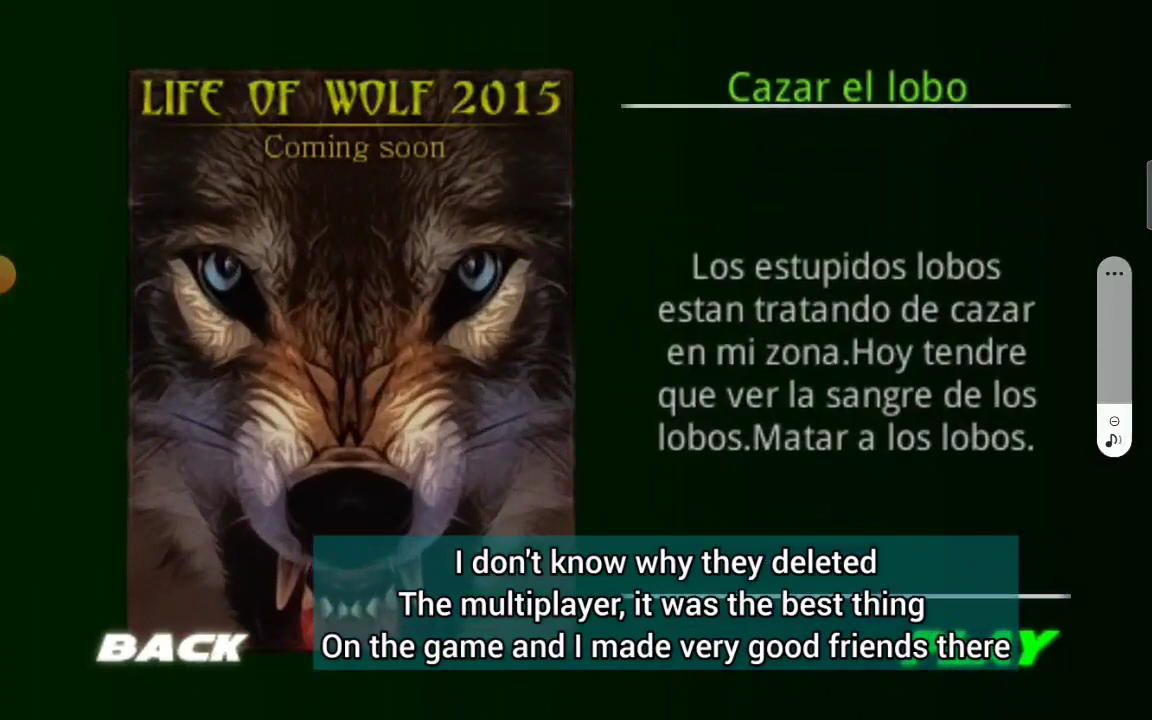 LIFE OF WOLF 2015
Coming soon
Cazar el lobo
Los estupidos lobos
estan tratando de cazar
en mi zona.Hoy tendre
que ver la sangre de los
lobos.Matar a los lobos.
I don't know why they deleted
The multiplayer, it was the best thing
On the game and I made very good friends there
BACK
PLAY